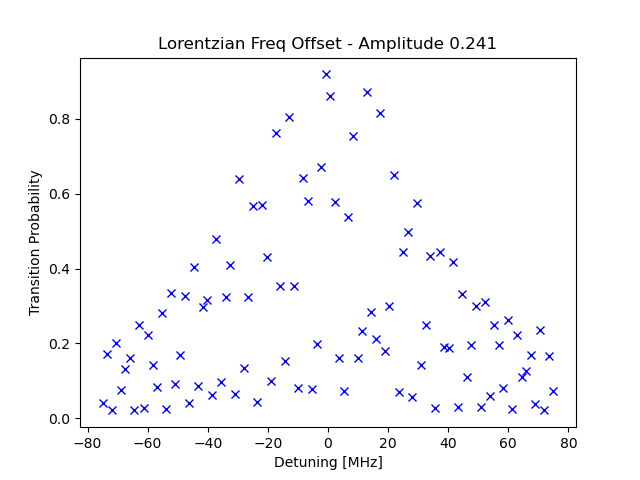 Lorentzian Freq Offset - Amplitude 0.241
Transition Probability
0.8
0.6
0.4
0.2
0.0
−80 −60 −40 −20 0 20 40 60 80
Detuning [MHz]